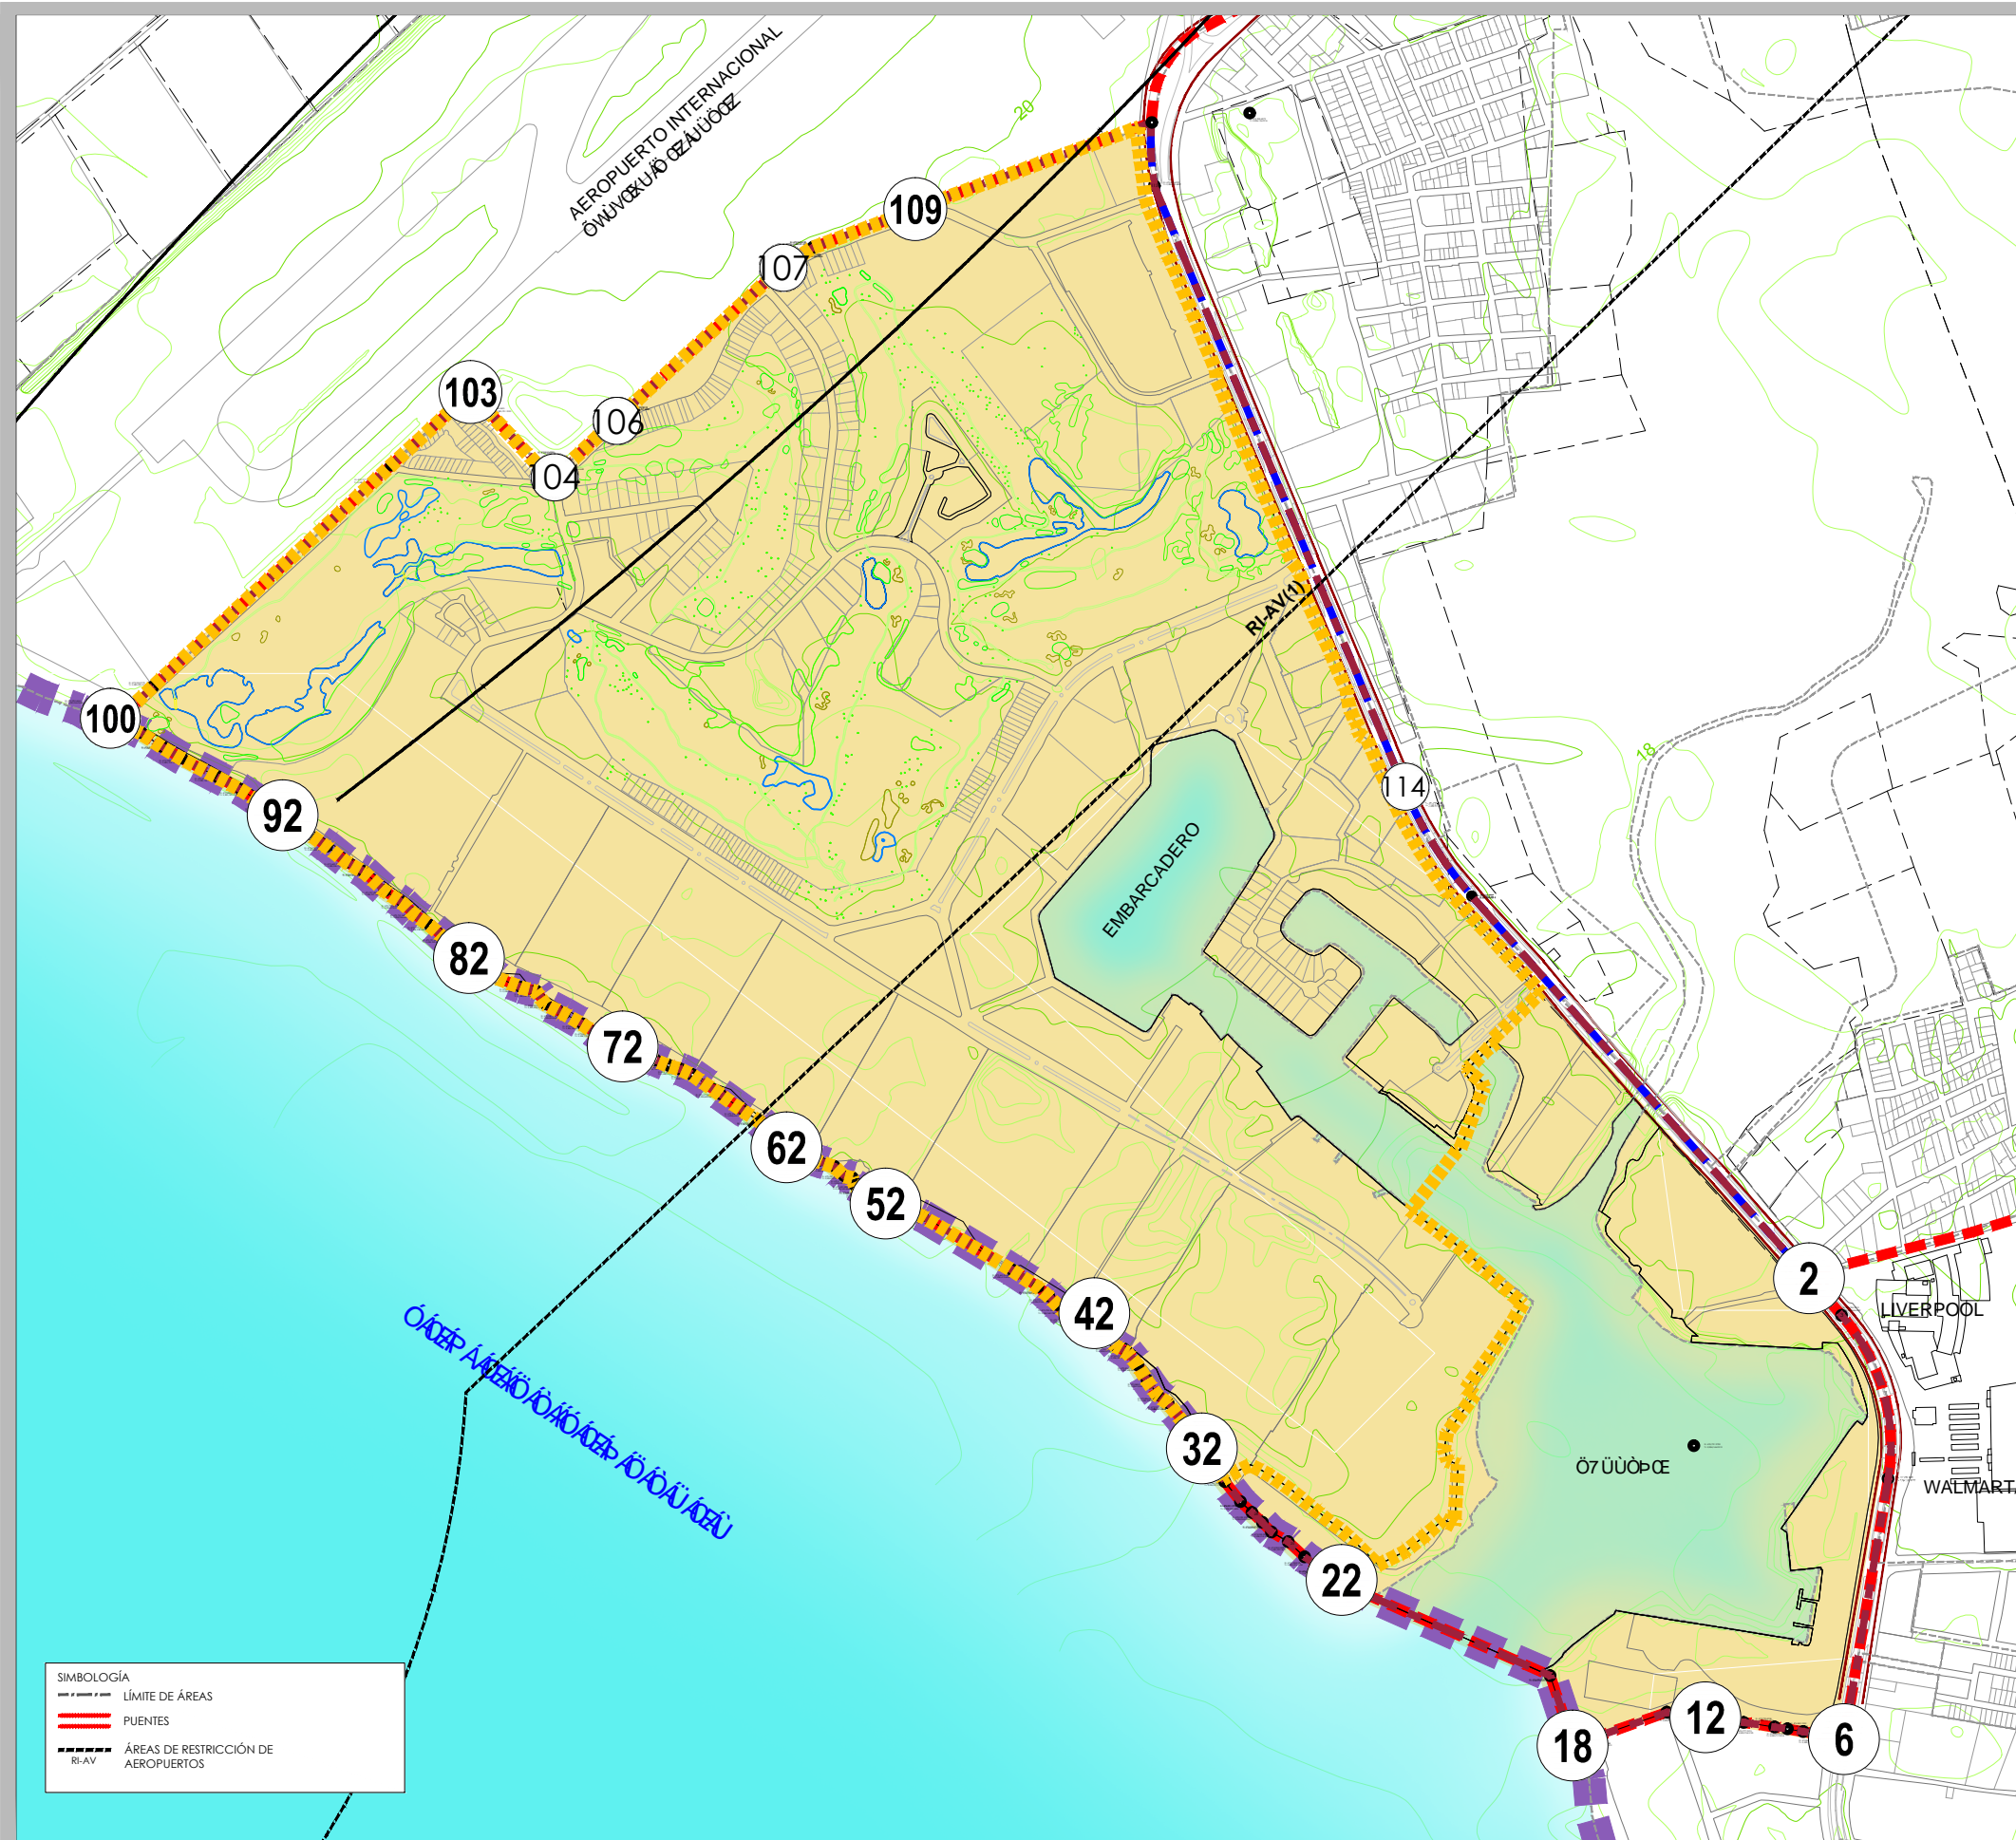 AEROPUERTO INTERNACIONAL
20
109
107
103
106
104
RI-AV(1)
100
114
18
92
EMBARCADERO
82
72
62
52
2
LIVERPOOL
42
32
Ö7 ÜÙÒÞŒ
WALMART
22
12
6
18
SIMBOLOGÍA
LÍMITE DE ÁREAS
PUENTES
RI-AV
ÁREAS DE RESTRICCIÓN DE
AEROPUERTOS